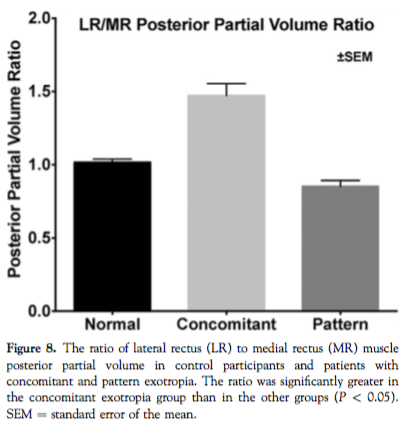 LR/MR Posterior Partial Volume Ratio
±SEM
Posterior Partial Volume Ratio
2.0
1.5
1.0
0.5
0.0
Normal Concomitant Pattern
Figure 8. The ratio of lateral rectus (LR) to medial rectus (MR) muscle
posterior partial volume in control participants and patients with
concomitant and pattern exotropia. The ratio was significantly greater in
the concomitant exotropia group than in the other groups (P < 0.05).
SEM = standard error of the mean.